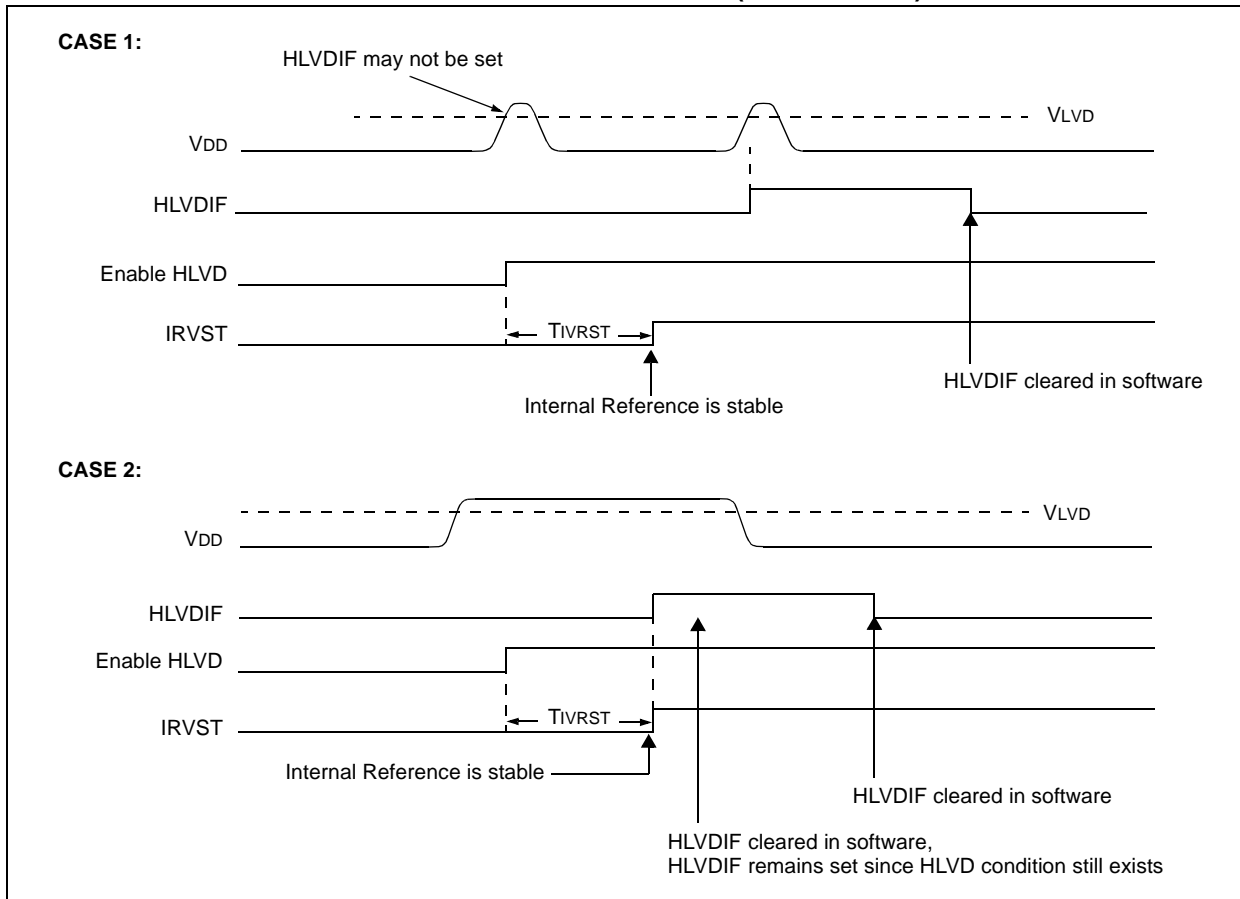 CASE 1:
HLVDIF may not be set
VLVD
VDD
HLVDIF
Enable HLVD
TIVRST
IRVST
HLVDIF cleared in software
Internal Reference is stable
CASE 2:
VLVD
VDD
HLVDIF
Enable HLVD
TIVRST
IRVST
Internal Reference is stable
HLVDIF cleared in software
HLVDIF cleared in software,
HLVDIF remains set since HLVD condition still exists